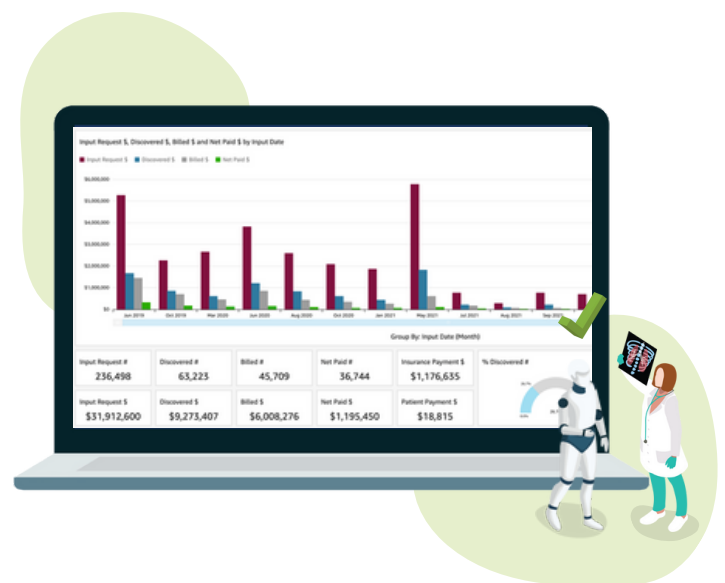 Input Request $, Discovered $, Billed $ and Net Paid $ by Input Date
Input Request $ Discovered $ Billed $ Net Paid $
$6,000,000
$5,000,000
$4,000,000
$3,000,000
$2,000,000
$1,000,000
$0
Jun 2019 Oct 2019 Mar 2020 Jun 2020 Aug 2020 Oct 2020 Jan 2021 May 2021 Jul 2021 Aug 2021 Sep 2021
Group By: Input Date (Month)
Input Request # Discovered # Billed # Net Paid # Insurance Payment $ % Discovered #
236,498 63,223 45,709 36,744 $1,176,635
Input Request $ Discovered $ Billed $ Net Paid $ Patient Payment $
$31,912,600 $9,273,407 $6,008,276 $1,195,450 $18,815